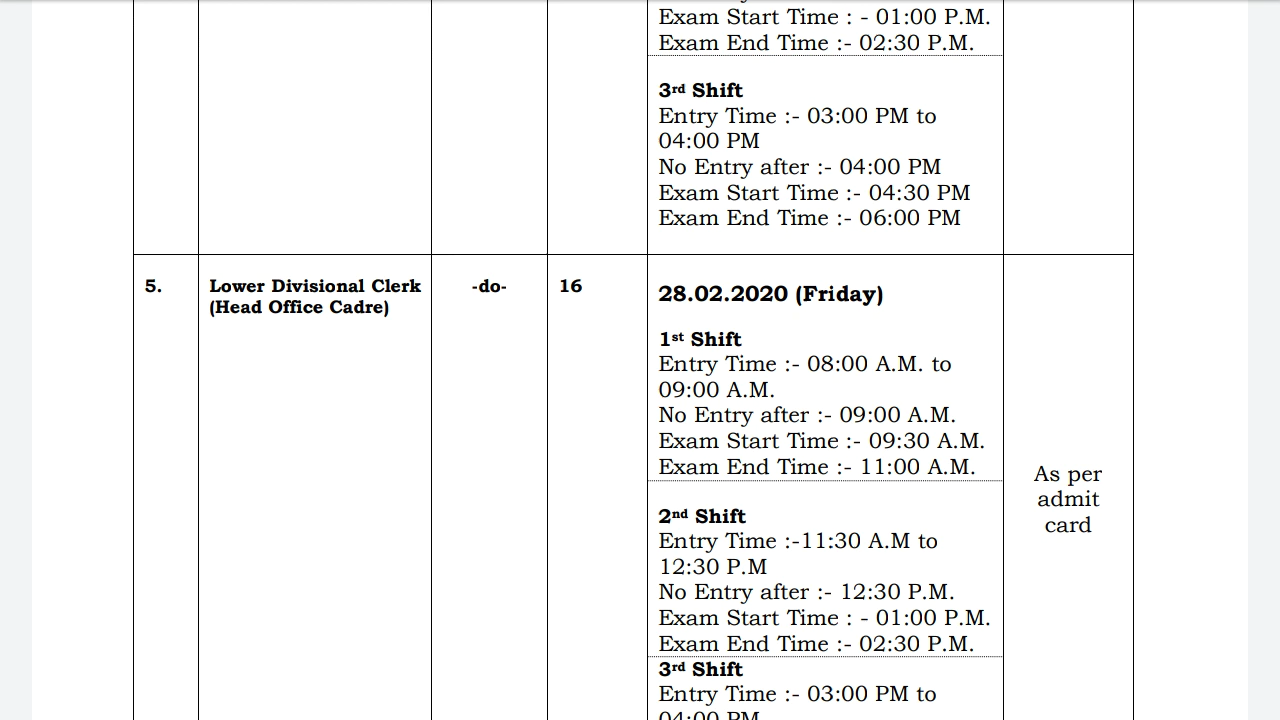 Exam Start Time : - 01:00 P.M.
Exam End Time :- 02:30 P.M.
3rd Shift
Entry Time :- 03:00 PM to
04:00 PM
No Entry after :- 04:00 PM
Exam Start Time :- 04:30 PM
Exam End Time :- 06:00 PM
5.
Lower Divisional Clerk
(Head Office Cadre)
-do-
16
28.02.2020 (Friday)
1st Shift
Entry Time :- 08:00 A.M. to
09:00 A.M.
No Entry after :- 09:00 A.M.
Exam Start Time :- 09:30 A.M.
Exam End Time :- 11:00 A.M.
2nd Shift
Entry Time :-11:30 A.M to
12:30 P.M
No Entry after :- 12:30 P.M.
Exam Start Time : - 01:00 P.M.
Exam End Time :- 02:30 P.M.
3rd Shift
Entry Time :- 03:00 PM to
04:00 PM
As per
admit
card